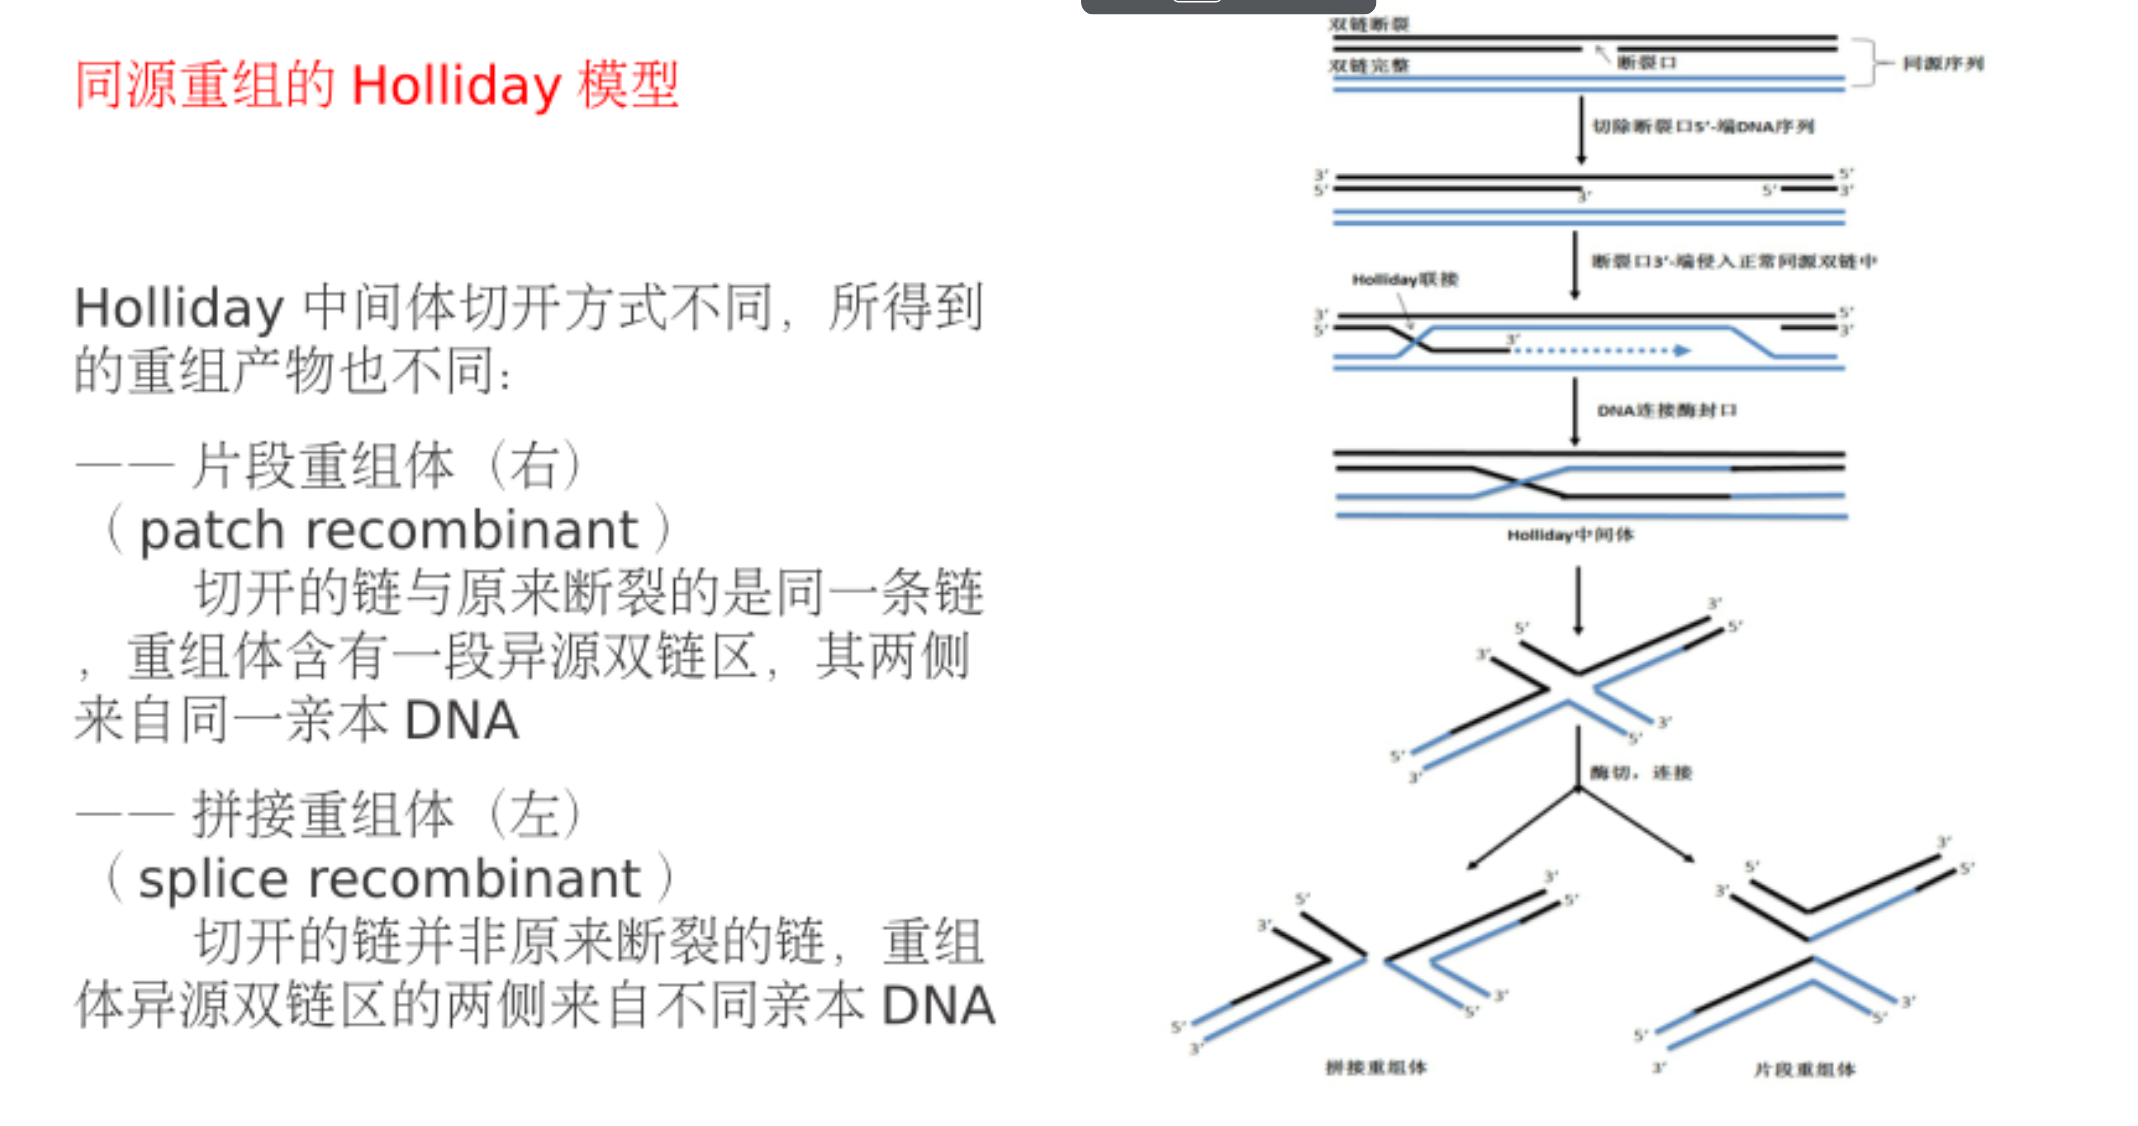 同源重组的 Holliday 模型
Holliday 中间体切开方式不同，所得到
的重组产物也不同：
—— 片段重组体（右）
（ patch recombinant ）
切开的链与原来断裂的是同一条链
，重组体含有一段异源双链区，其两侧
来自同一亲本 DNA
—— 拼接重组体（左）
（ splice recombinant ）
切开的链并非原来断裂的链，重组
体异源双链区的两侧来自不同亲本 DNA
双链断裂
断裂口
双链完整
同源序列
切除断裂口5’-端DNA序列
3’
5’
5’
3’
5’
3’
断裂口3’-端侵入正常同源双链中
Holliday联接
3’
5’
5’
3’
3’
DNA连接酶封口
Holliday中间体
3’
5’
5’
3’
3’
5’
5’
3’
酶切，连接
3’
5’
5’
3’
3’
5’
5’
3’
拼接重组体
3’
5’
5’
3’
3’
5’
5’
3’
片段重组体